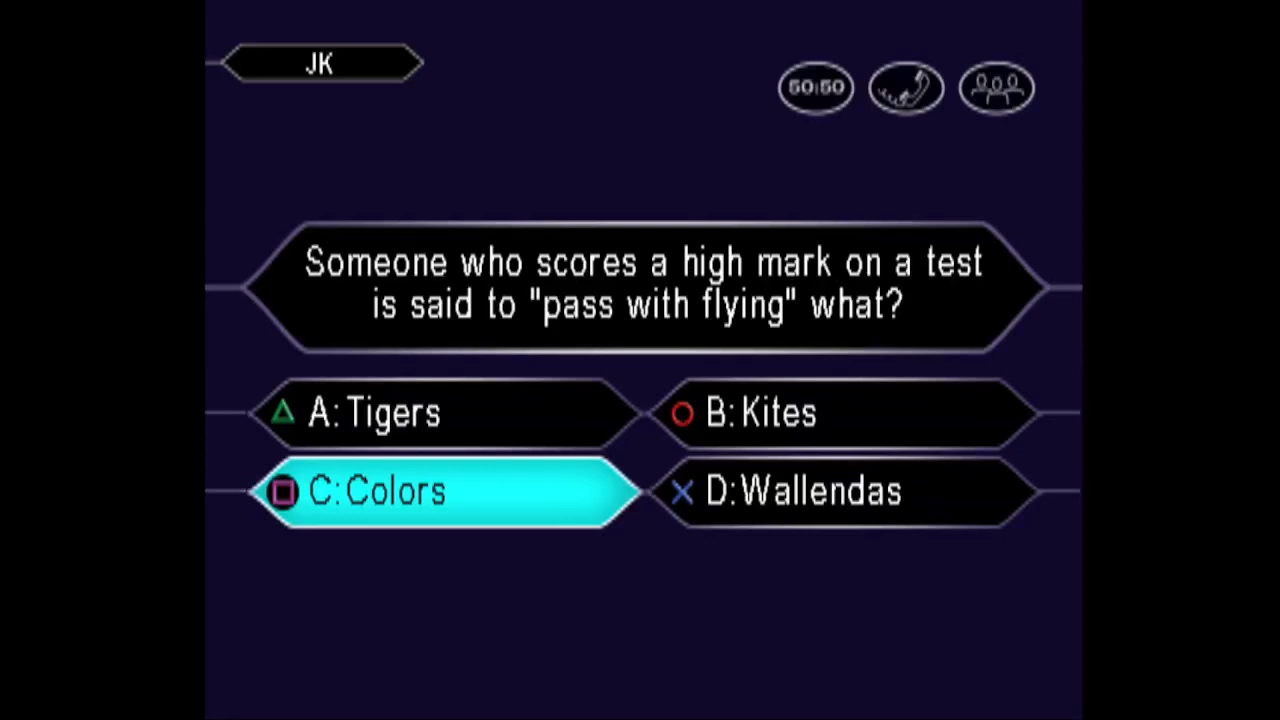 JK
50:50
Someone who scores a high mark on a test
is said to "pass with flying" what?
A: Tigers
B: Kites
C: Colors
D: Wallendas